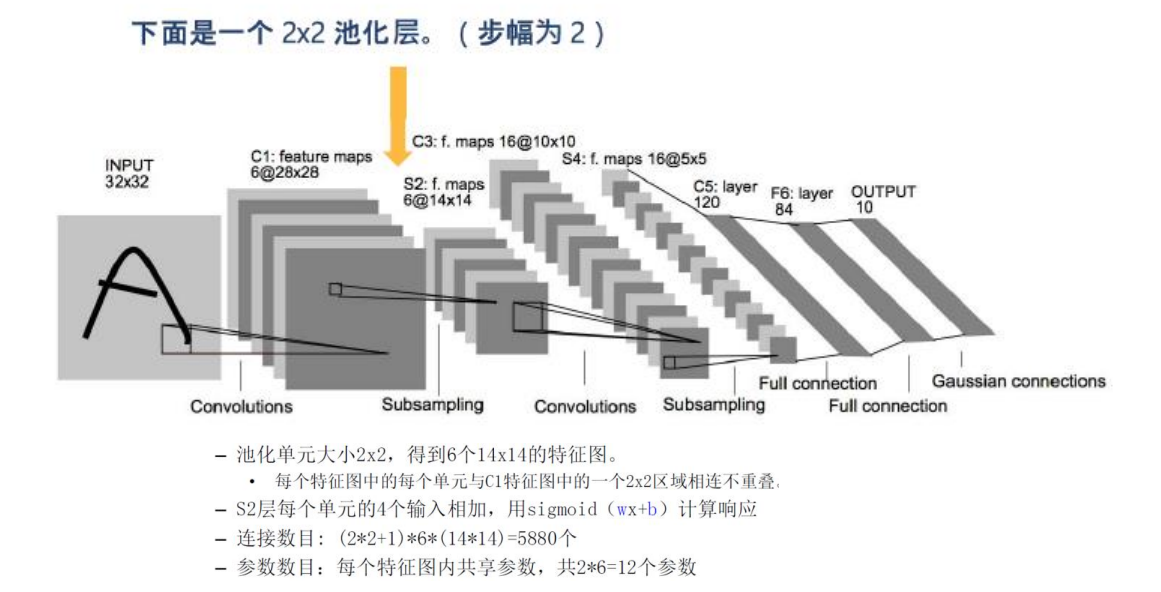 下面是一个 2x2 池化层。（步幅为 2）
INPUT
32x32
C1: feature maps
6@28x28
S2: f. maps
6@14x14
C3: f. maps 16@10x10
S4: f. maps 16@5x5
C5: layer
120
F6: layer
84
OUTPUT
10
Convolutions
Subsampling
Convolutions
Subsampling
Full connection
Full connection
Gaussian connections
– 池化单元大小2x2，得到6个14x14的特征图。
• 每个特征图中的每个单元与C1特征图中的一个2x2区域相连不重叠。
– S2层每个单元的4个输入相加，用sigmoid（wx+b）计算响应
– 连接数目: (2*2+1)*6*(14*14)=5880个
– 参数数目：每个特征图内共享参数，共2*6=12个参数